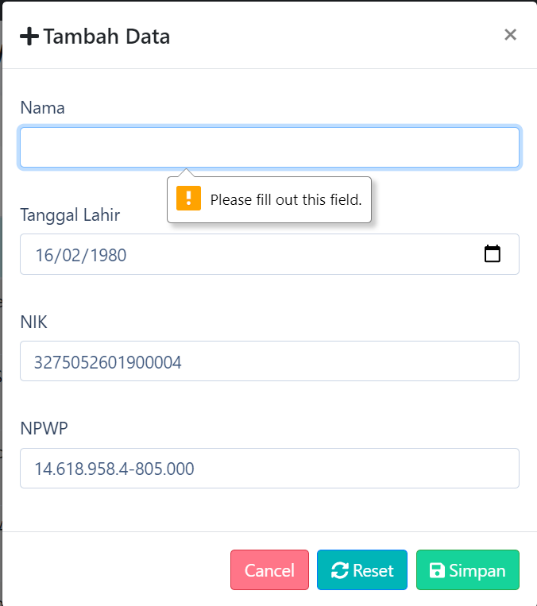 Tambah Data
Nama
Please fill out this field.
Tanggal Lahir
16/02/1980
NIK
3275052601900004
NPWP
14.618.958.4-805.000
Cancel Reset Simpan